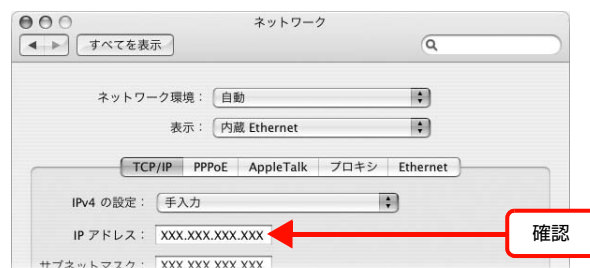 ネットワーク
すべてを表示
ネットワーク環境： 自動
表示： 内蔵 Ethernet
TCP/IP PPPoE AppleTalk プロキシ Ethernet
IPv4 の設定： 手入力
IP アドレス： XXX.XXX.XXX.XXX
確認
サブネットマスク： XXX.XXX.XXX.XXX